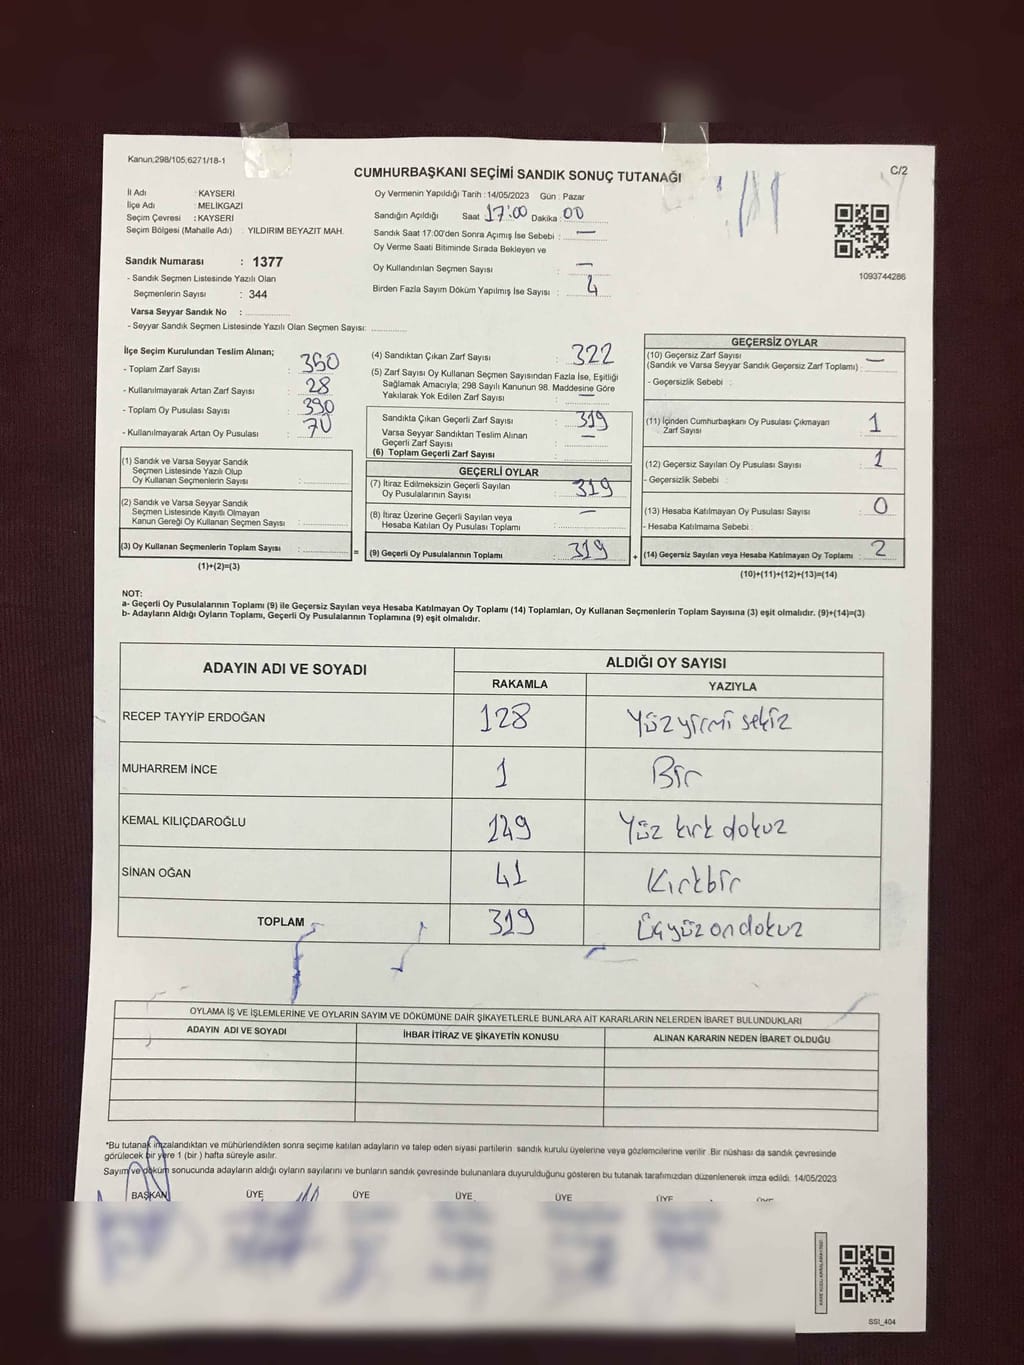 Kanun,298/105,6271/18-1
CUMHURBAŞKANI SEÇİMİ SANDIK SONUÇ TUTANAĞI
C/2
İl Adı : KAYSERİ
İlçe Adı : MELİKGAZİ
Seçim Çevresi : KAYSERİ
Seçim Bölgesi (Mahalle Adı) : YILDIRIM BEYAZIT MAH.
Sandık Numarası : 1377
- Sandık Seçmen Listesinde Yazılı Olan
Seçmenlerin Sayısı : 344
Varsa Seyyar Sandık No :
- Seyyar Sandık Seçmen Listesinde Yazılı Olan Seçmen Sayısı:
Oy Vermenin Yapıldığı Tarih : 14/05/2023 Gün : Pazar
Sandığın Açıldığı Saat 17:00 Dakika : 00
Sandık Saat 17:00'den Sonra Açımış İse Sebebi : —
Oy Verme Saati Bitiminde Sırada Bekleyen ve
Oy Kullandırılan Seçmen Sayısı : —
Birden Fazla Sayım Döküm Yapılmış İse Sayısı : 4
1093744286
İlçe Seçim Kurulundan Teslim Alınan;
- Toplam Zarf Sayısı : 350
- Kullanılmayarak Artan Zarf Sayısı : 28
- Toplam Oy Pusulası Sayısı : 390
- Kullanılmayarak Artan Oy Pusulası : 70
(1) Sandık ve Varsa Seyyar Sandık
Seçmen Listesinde Yazılı Olup
Oy Kullanan Seçmenlerin Sayısı :
(2) Sandık ve Varsa Seyyar Sandık
Seçmen Listesinde Kayıtlı Olmayan
Kanun Gereği Oy Kullanan Seçmen Sayısı :
(3) Oy Kullanan Seçmenlerin Toplam Sayısı : =
(1)+(2)=(3)
(4) Sandıktan Çıkan Zarf Sayısı : 322
(5) Zarf Sayısı Oy Kullanan Seçmen Sayısından Fazla İse, Eşitliği
Sağlamak Amacıyla; 298 Sayılı Kanunun 98. Maddesine Göre
Yakılarak Yok Edilen Zarf Sayısı : —
Sandıkta Çıkan Geçerli Zarf Sayısı : 319
Varsa Seyyar Sandıktan Teslim Alınan
Geçerli Zarf Sayısı : —
(6) Toplam Geçerli Zarf Sayısı :
GEÇERLİ OYLAR
(7) İtiraz Edilmeksizin Geçerli Sayılan
Oy Pusulalarının Sayısı : 319
(8) İtiraz Üzerine Geçerli Sayılan veya
Hesaba Katılan Oy Pusulası Toplamı : —
(9) Geçerli Oy Pusulalarının Toplamı : 319 +
GEÇERSİZ OYLAR
(10) Geçersiz Zarf Sayısı
(Sandık ve Varsa Seyyar Sandık Geçersiz Zarf Toplamı) : —
- Geçersizlik Sebebi :
(11) İçinden Cumhurbaşkanı Oy Pusulası Çıkmayan
Zarf Sayısı : 1
(12) Geçersiz Sayılan Oy Pusulası Sayısı : 1
- Geçersizlik Sebebi :
(13) Hesaba Katılmayan Oy Pusulası Sayısı : 0
- Hesaba Katılmama Sebebi :
(14) Geçersiz Sayılan veya Hesaba Katılmayan Oy Toplamı : 2
(10)+(11)+(12)+(13)=(14)
NOT:
a- Geçerli Oy Pusulalarının Toplamı (9) ile Geçersiz Sayılan veya Hesaba Katılmayan Oy Toplamı (14) Toplamları, Oy Kullanan Seçmenlerin Toplam Sayısına (3) eşit olmalıdır. (9)+(14)=(3)
b- Adayların Aldığı Oyların Toplamı, Geçerli Oy Pusulalarının Toplamına (9) eşit olmalıdır.
ADAYIN ADI VE SOYADI ALDIĞI OY SAYISI
RAKAMLA YAZIYLA
RECEP TAYYİP ERDOĞAN 128 Yüz yirmi sekiz
MUHARREM İNCE 1 Bir
KEMAL KILIÇDAROĞLU 149 Yüz kırk dokuz
SİNAN OĞAN 41 Kırkbir
TOPLAM 319 Üçyüz on dokuz
OYLAMA İŞ VE İŞLEMLERİNE VE OYLARIN SAYIM VE DÖKÜMÜNE DAİR ŞİKAYETLERLE BUNLARA AİT KARARLARIN NELERDEN İBARET BULUNDUKLARI
ADAYIN ADI VE SOYADI İHBAR İTİRAZ VE ŞİKAYETİN KONUSU ALINAN KARARIN NEDEN İBARET OLDUĞU
*Bu tutanak imzalandıktan ve mühürlendikten sonra seçime katılan adayların ve talep eden siyasi partilerin sandık kurulu üyelerine veya gözlemcilerine verilir .Bir nüshası da sandık çevresinde
görülecek bir yere 1 (bir ) hafta süreyle asılır.
Sayım ve döküm sonucunda adayların aldığı oyların sayılarını ve bunların sandık çevresinde bulunanlara duyurulduğunu gösteren bu tutanak tarafımızdan düzenlenerek imza edildi. 14/05/2023
BAŞKAN ÜYE ÜYE ÜYE ÜYE ÜYE
SSI_404